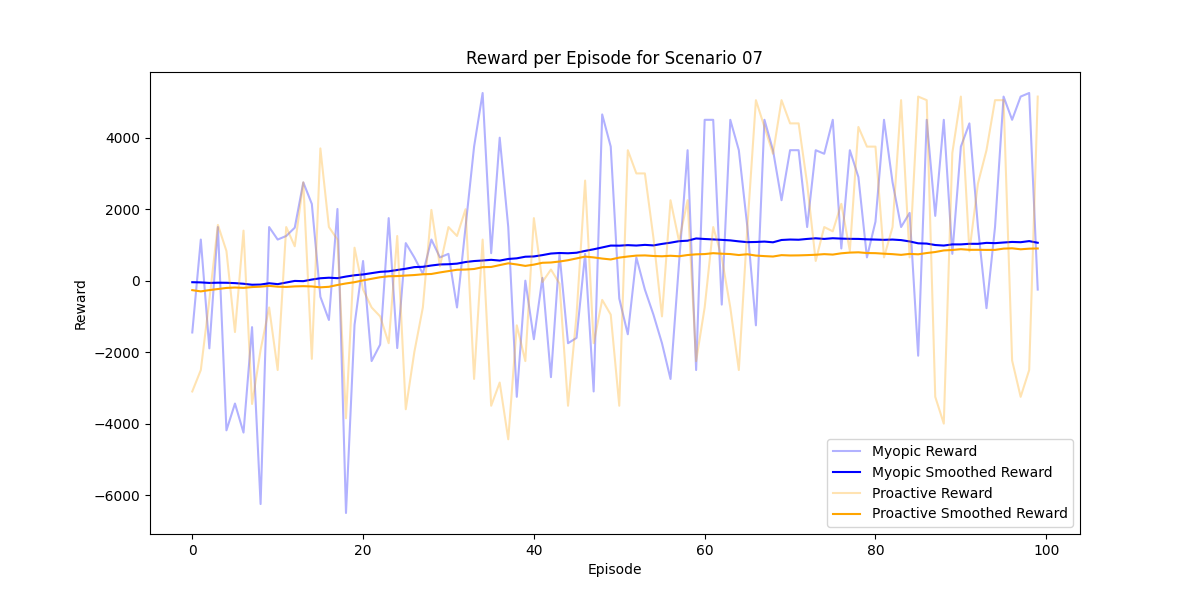 Reward per Episode for Scenario 07
Reward
4000
2000
0
−2000
−4000
−6000
0 20 40 60 80 100
Episode
Myopic Reward
Myopic Smoothed Reward
Proactive Reward
Proactive Smoothed Reward